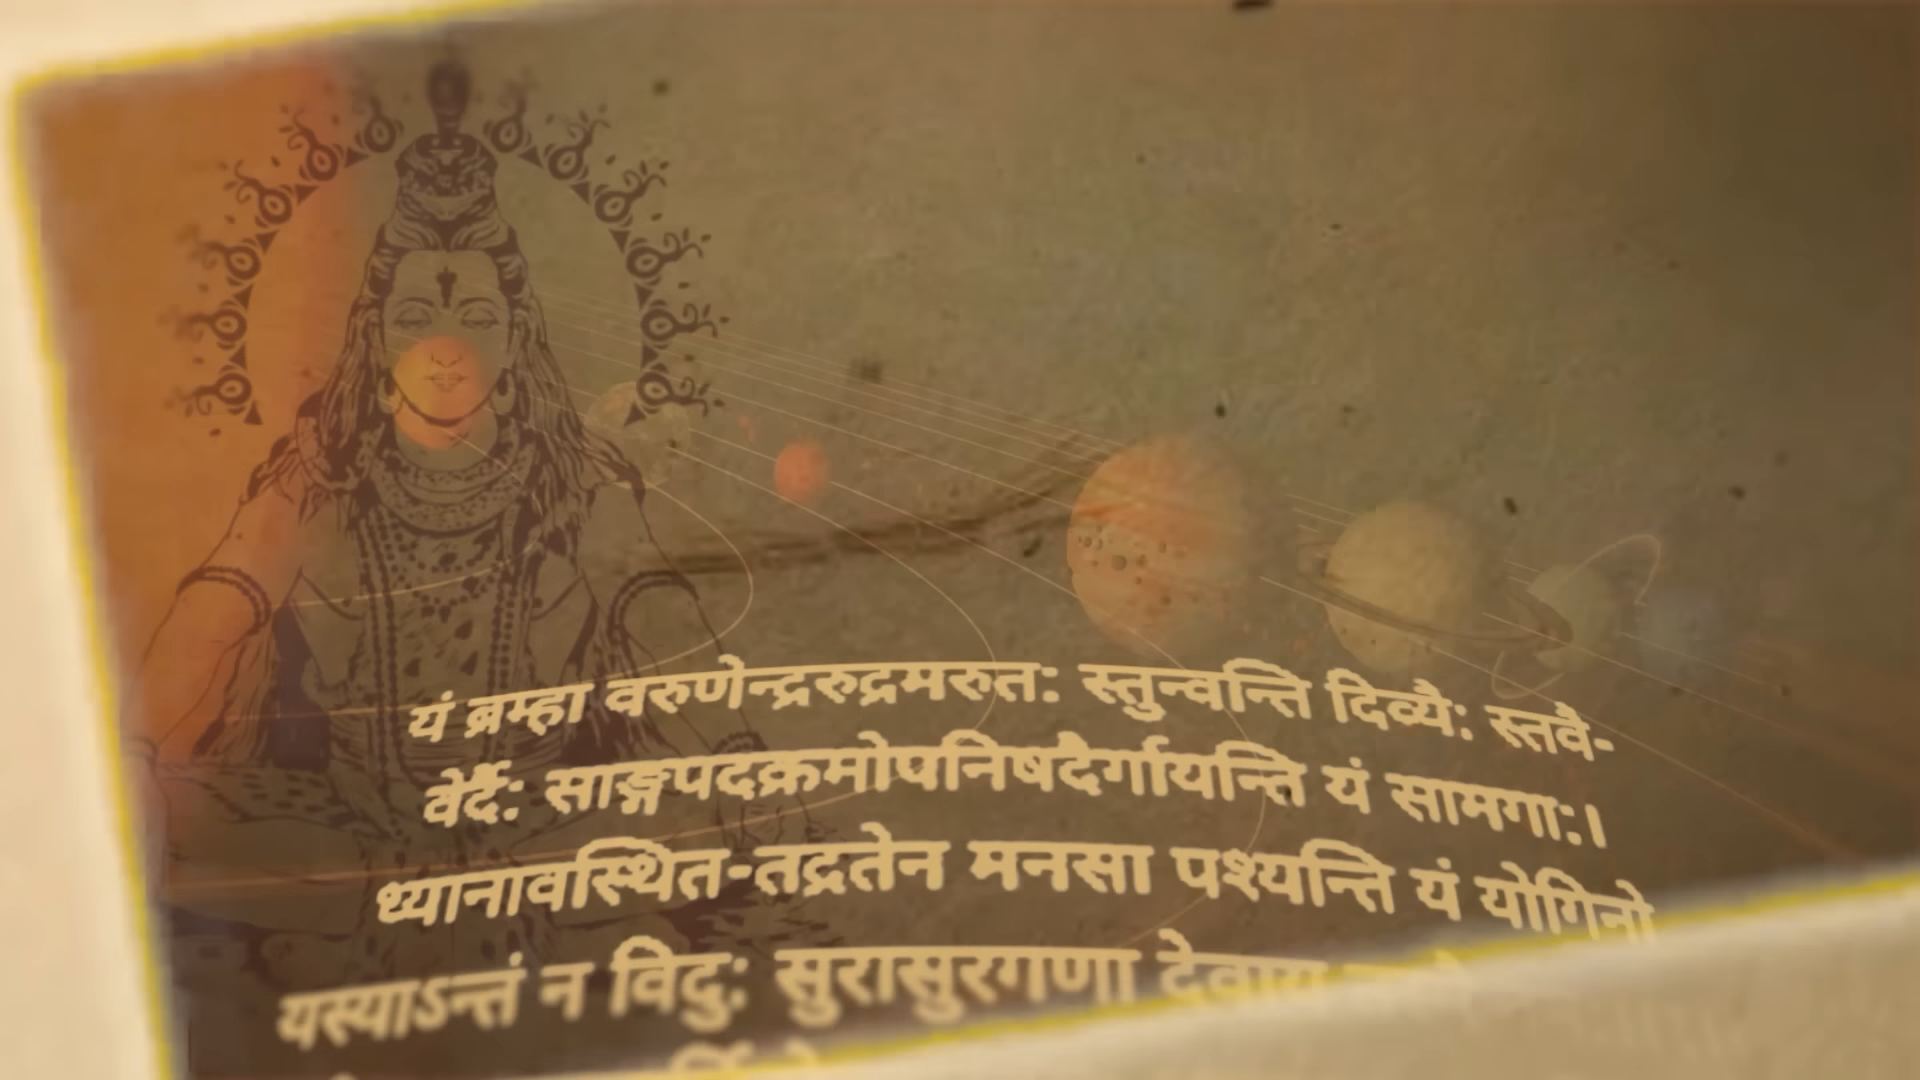 यं ब्रम्हा वरुणेन्द्ररुद्रमरुतः स्तुन्वन्ति दिव्यैः स्तवै-
वेर्दैः साङ्गपदक्रमोपनिषदैर्गायन्ति यं सामगाः।
ध्यानावस्थित-तद्रतेन मनसा पश्यन्ति यं योगिनो
यस्याऽन्तं न विदुः सुरासुरगणा देवाय